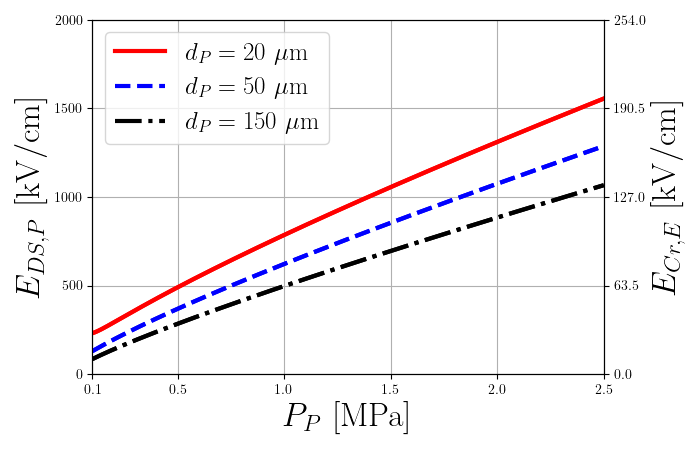 2000
1500
1000
500
0
E_{DS,P} [kV/cm]
d_P = 20 μm
d_P = 50 μm
d_P = 150 μm
254.0
190.5
127.0
63.5
0.0
E_{Cr,E} [kV/cm]
0.1 0.5 1.0 1.5 2.0 2.5
P_P [MPa]